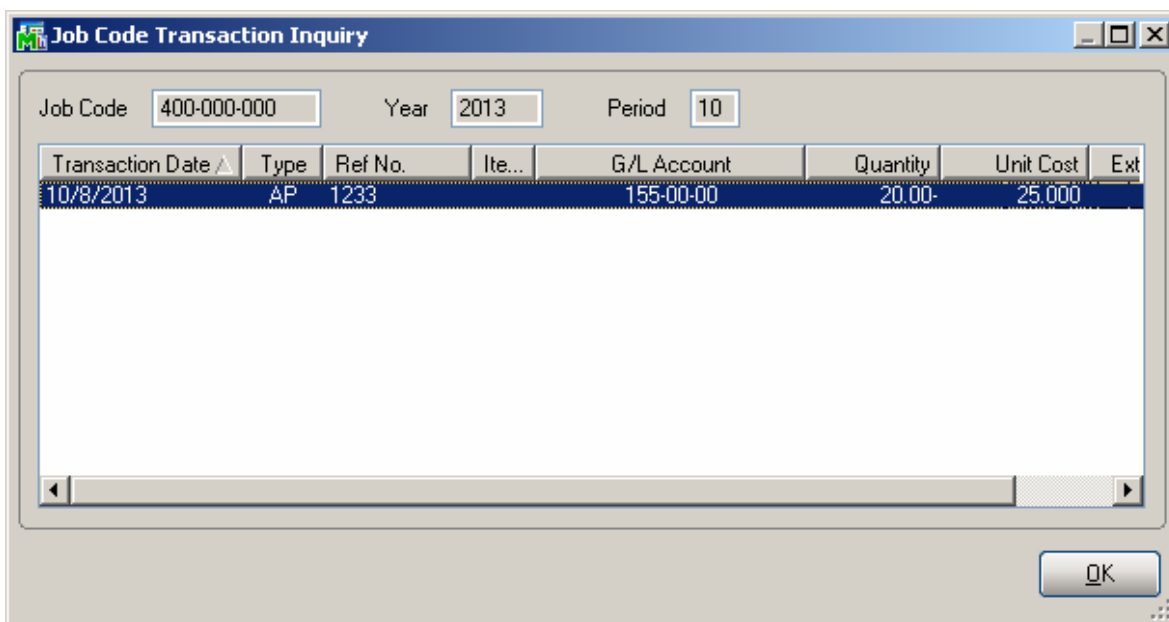 Job Code Transaction Inquiry
Job Code 400-000-000 Year 2013 Period 10
Transaction Date Type Ref No. Ite... G/L Account Quantity Unit Cost Ext
10/8/2013 AP 1233 155-00-00 20.00- 25.000
OK